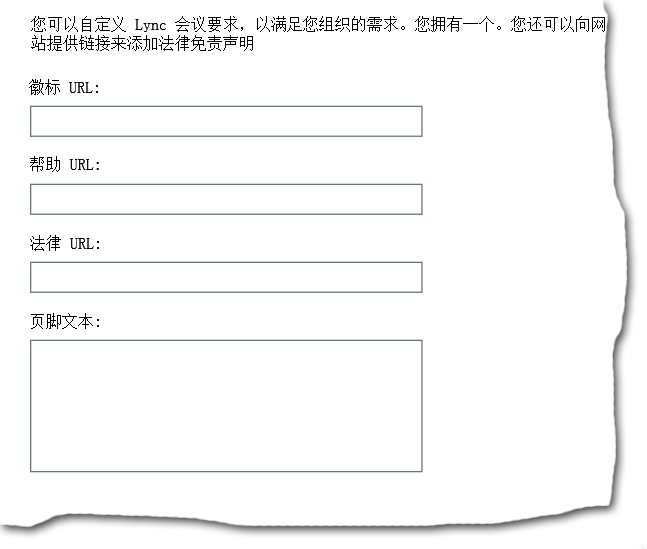 您可以自定义 Lync 会议要求，以满足您组织的需求。您拥有一个。您还可以向网
站提供链接来添加法律免责声明
徽标 URL:
帮助 URL:
法律 URL:
页脚文本: